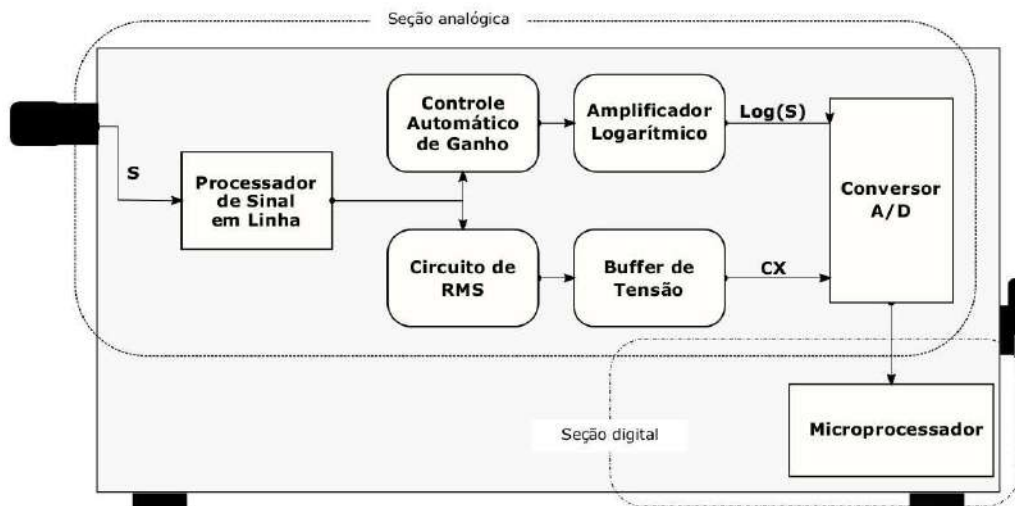 Seção analógica
Controle
Automático
de Ganho
Amplificador
Logarítmico
Log(S)
S
Processador
de Sinal
em Linha
Conversor
A/D
Circuito de
RMS
Buffer de
Tensão
CX
Seção digital
Microprocessador